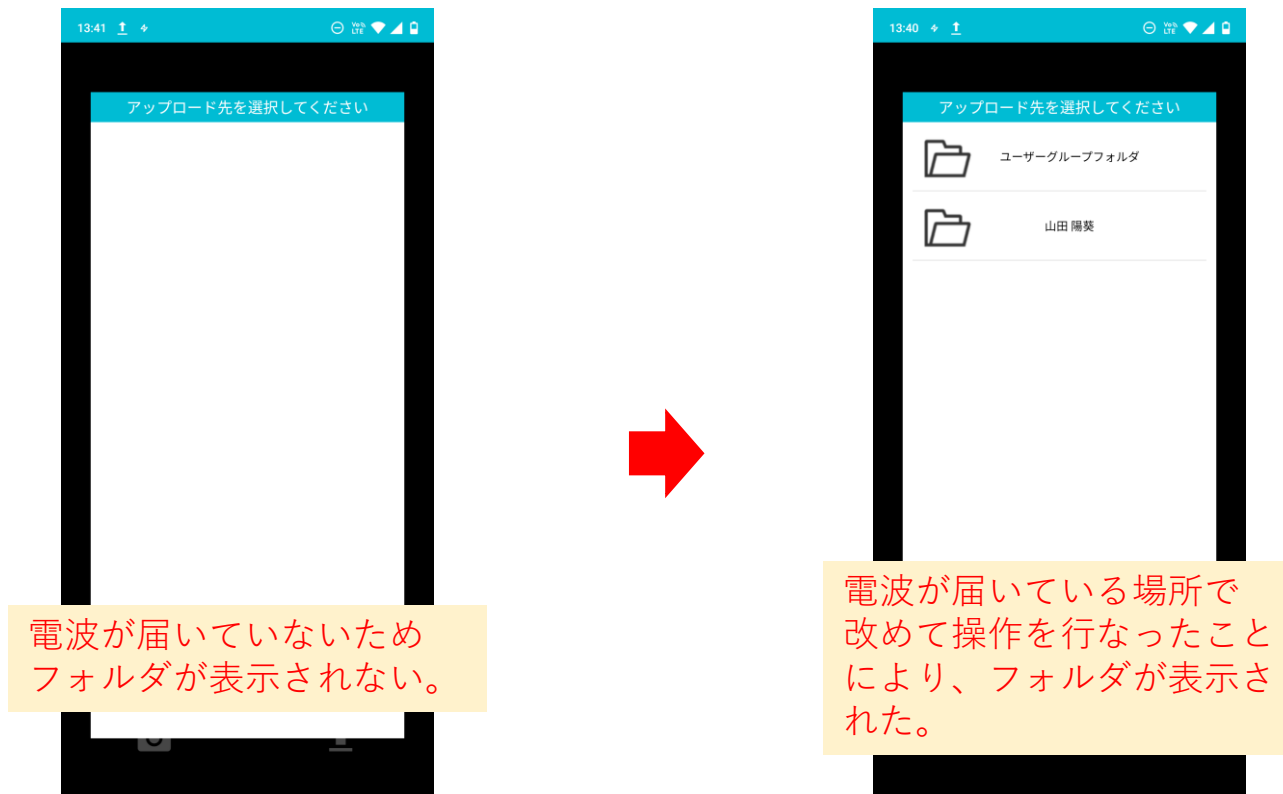 13:41
Vo)) LTE
アップロード先を選択してください
電波が届いていないため
フォルダが表示されない。
13:40
Vo)) LTE
アップロード先を選択してください
ユーザーグループフォルダ
山田 陽葵
電波が届いている場所で
改めて操作を行なったこと
により、フォルダが表示さ
れた。